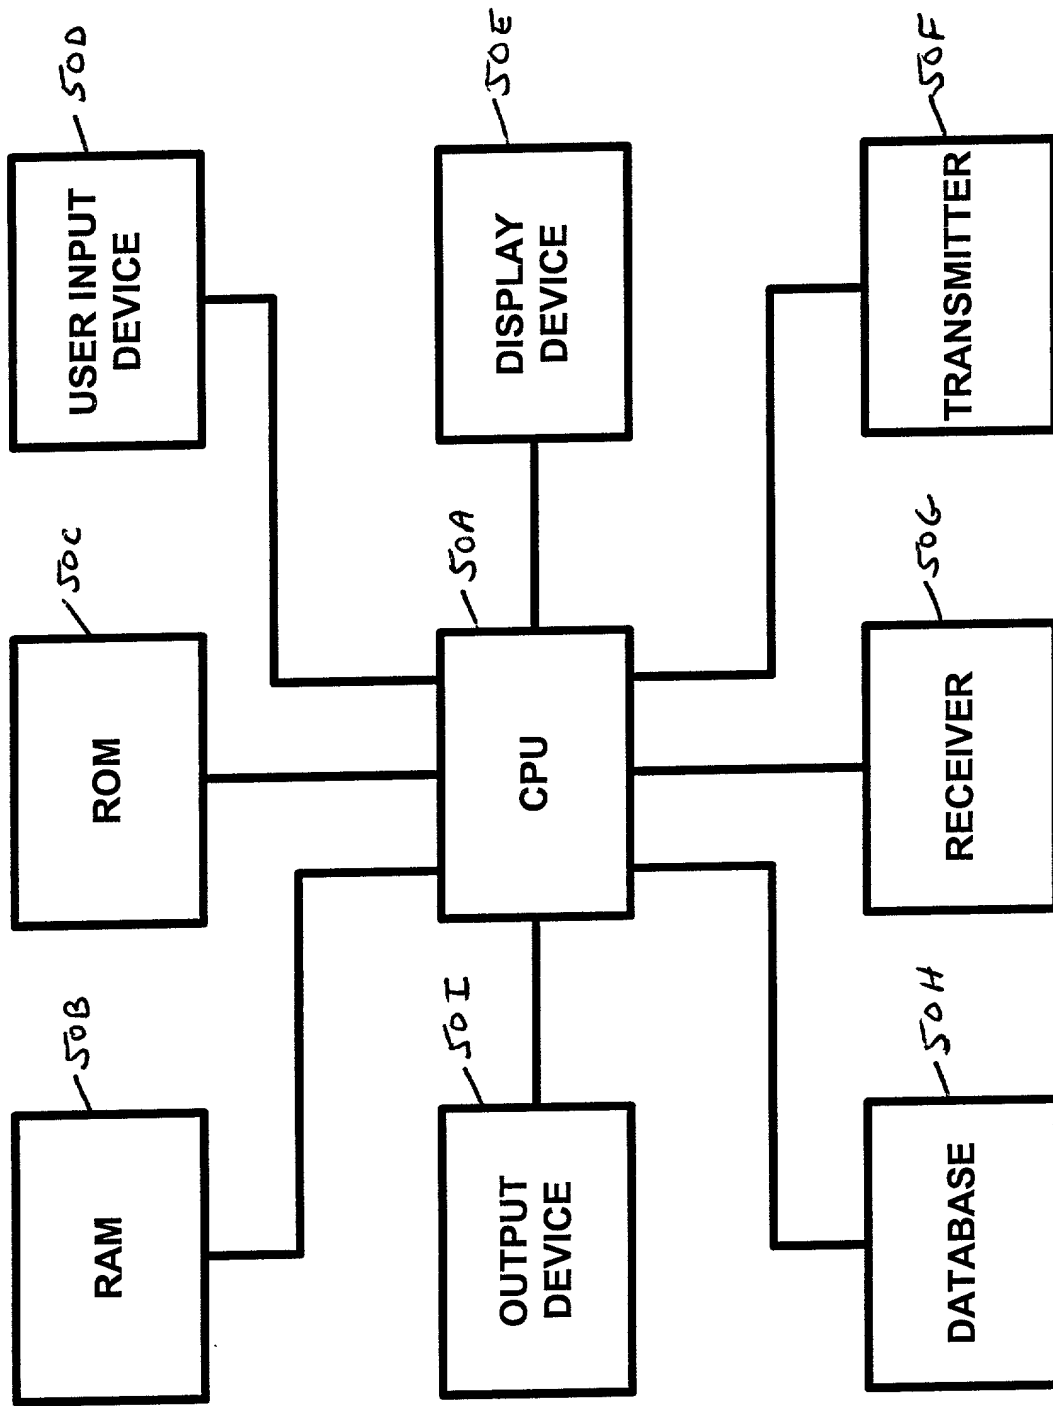 50B
RAM
50C
ROM
50D
USER INPUT
DEVICE
50I
OUTPUT
DEVICE
50A
CPU
50E
DISPLAY
DEVICE
50H
DATABASE
50G
RECEIVER
50F
TRANSMITTER